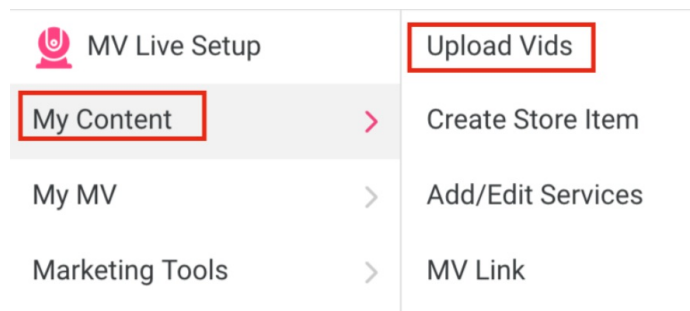 MV Live Setup
My Content
My MV
Marketing Tools
Upload Vids
Create Store Item
Add/Edit Services
MV Link